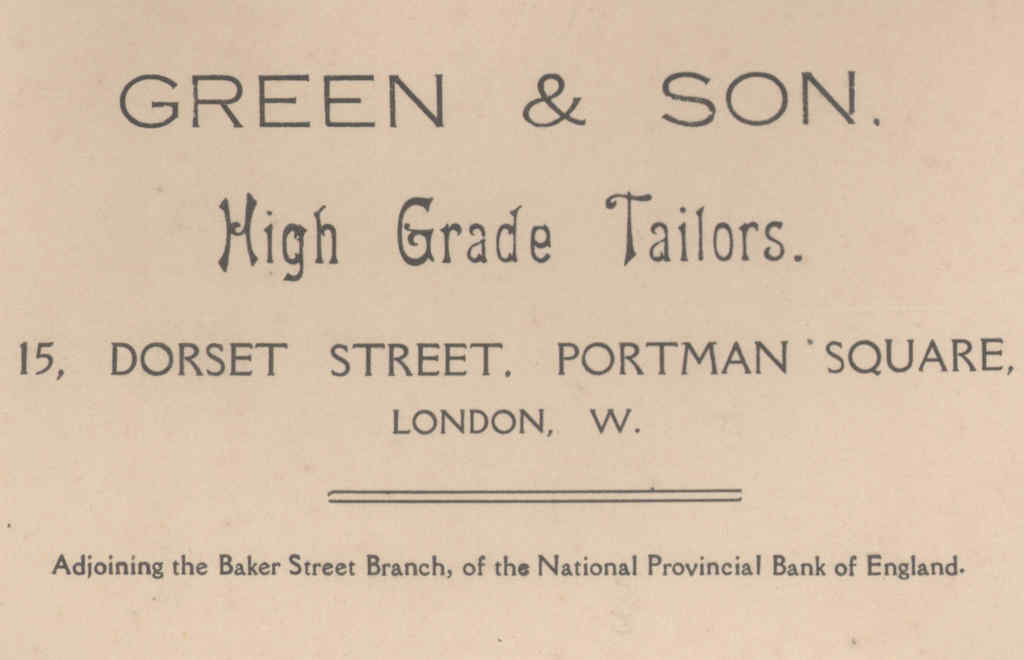 GREEN & SON.
High Grade Tailors.
15, DORSET STREET. PORTMAN SQUARE,
LONDON, W.
Adjoining the Baker Street Branch, of the National Provincial Bank of England.